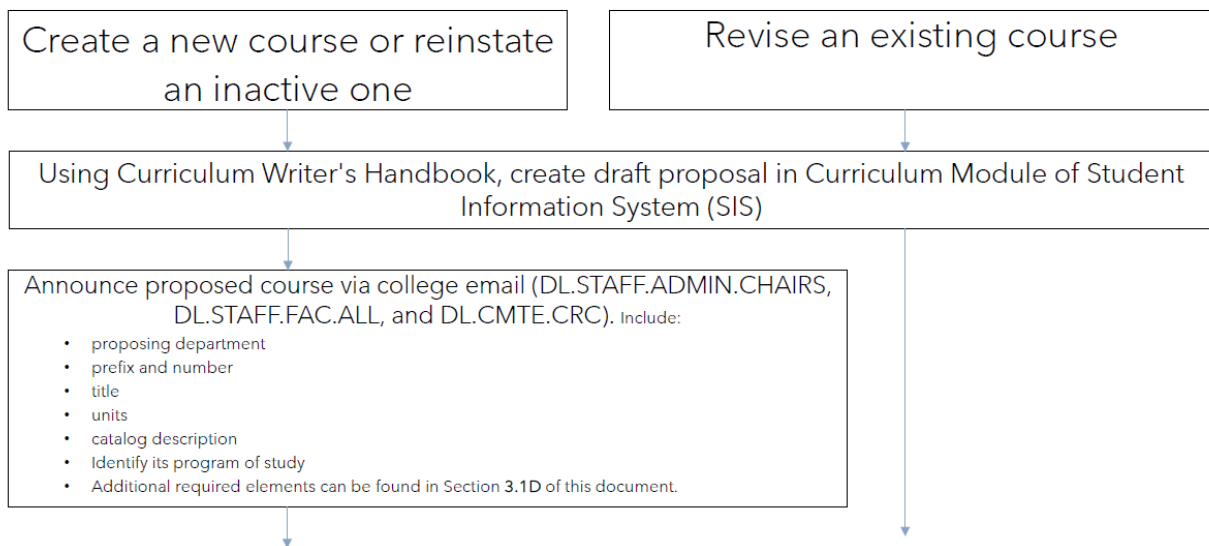 Create a new course or reinstate
an inactive one
Revise an existing course
Using Curriculum Writer's Handbook, create draft proposal in Curriculum Module of Student
Information System (SIS)
Announce proposed course via college email (DL.STAFF.ADMIN.CHAIRS,
DL.STAFF.FAC.ALL, and DL.CMTE.CRC). Include:
• proposing department
• prefix and number
• title
• units
• catalog description
• Identify its program of study
• Additional required elements can be found in Section 3.1D of this document.